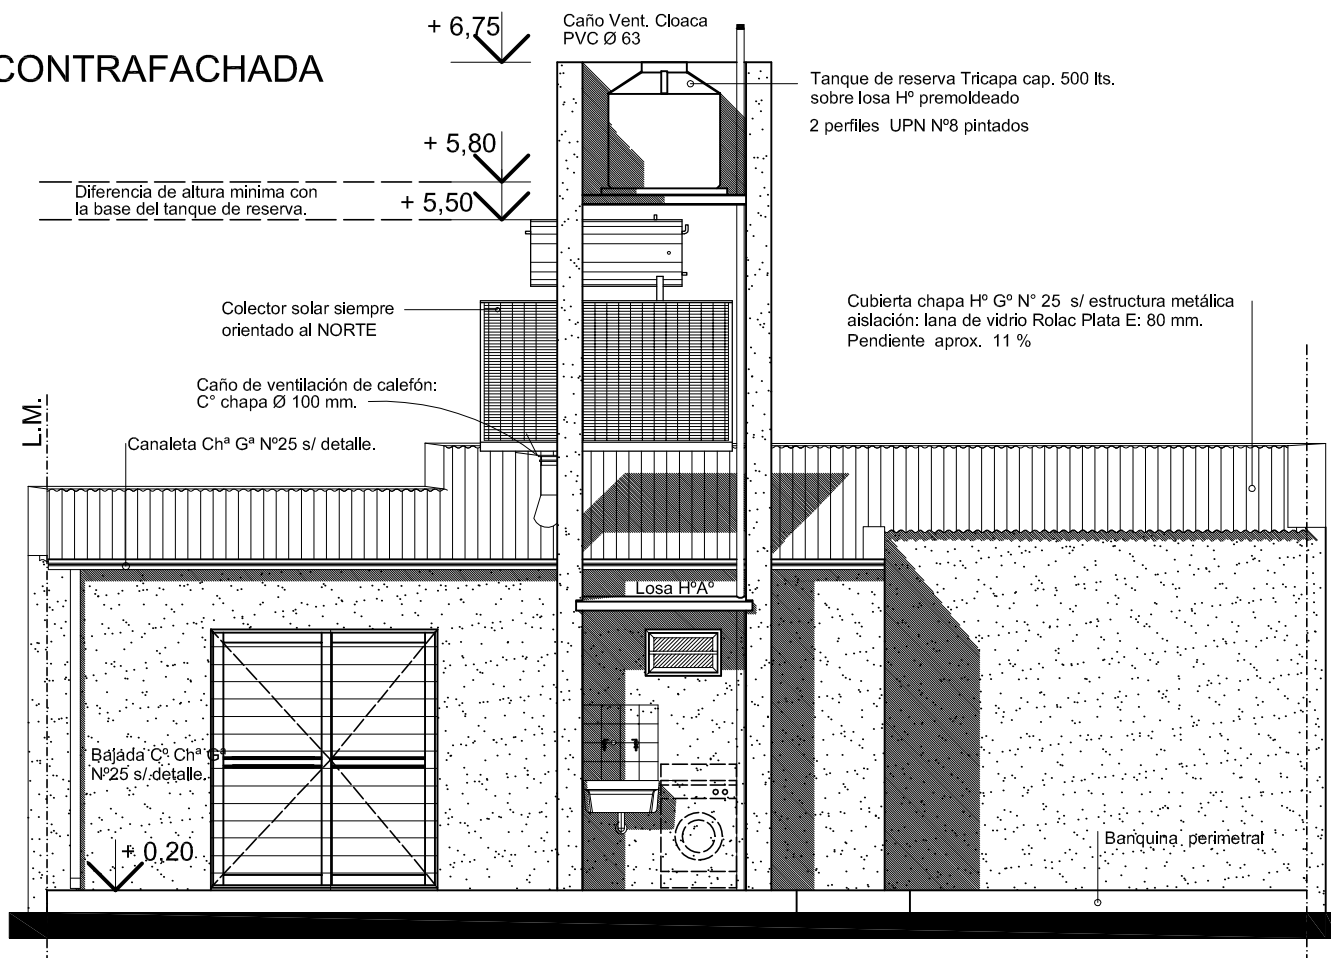 CONTRAFACHADA
+ 6,75
Caño Vent. Cloaca
PVC Ø 63
Tanque de reserva Tricapa cap. 500 lts.
sobre losa Hº premoldeado
2 perfiles UPN Nº8 pintados
+ 5,80
Diferencia de altura minima con
la base del tanque de reserva.
+ 5,50
Colector solar siempre
orientado al NORTE
Cubierta chapa Hº Gº N° 25 s/ estructura metálica
aislación: lana de vidrio Rolac Plata E: 80 mm.
Pendiente aprox. 11 %
Caño de ventilación de calefón:
C° chapa Ø 100 mm.
L.M.
Canaleta Chª Gª Nº25 s/ detalle.
Losa HºAº
Bajada Cº Chª Gª
Nº25 s/ detalle.
+ 0,20
Banquina perimetral